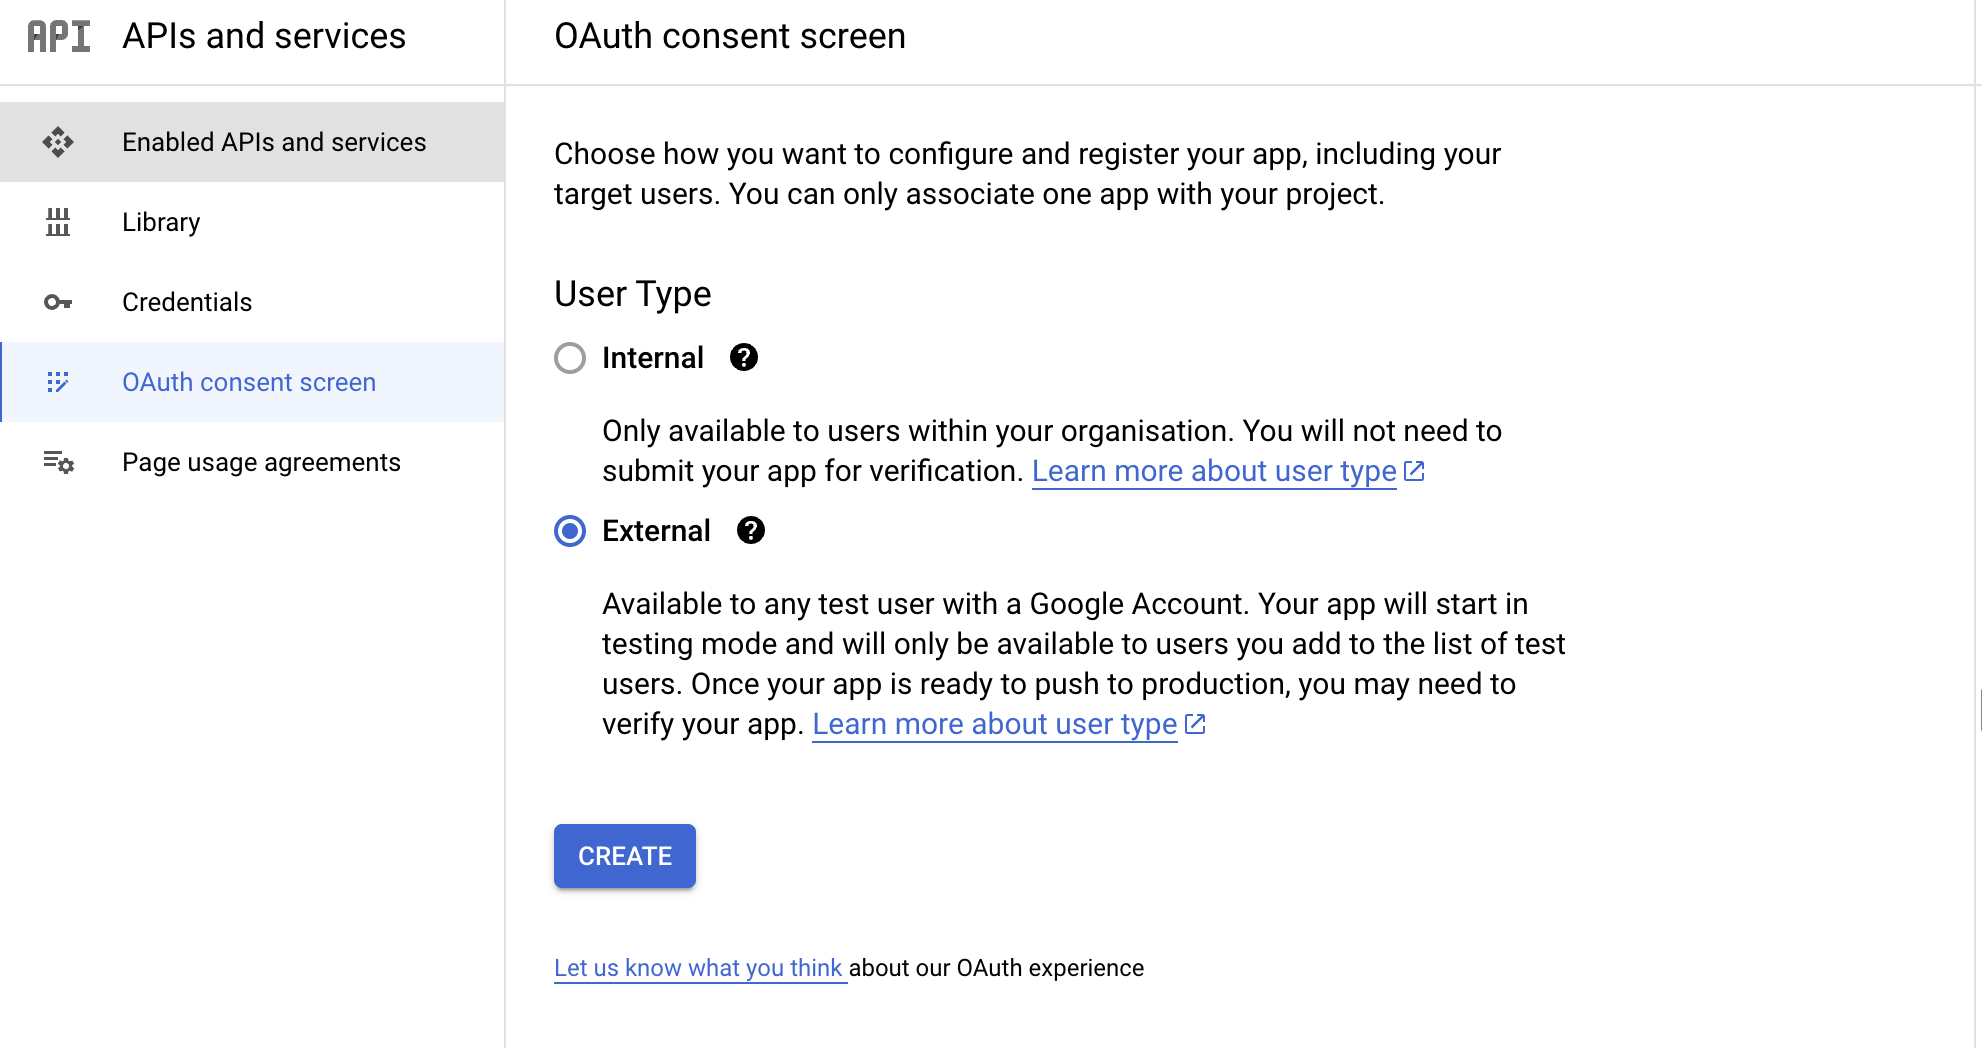 API APIs and services
OAuth consent screen
Enabled APIs and services
Library
Credentials
OAuth consent screen
Page usage agreements
Choose how you want to configure and register your app, including your
target users. You can only associate one app with your project.
User Type
Internal ?
Only available to users within your organisation. You will not need to
submit your app for verification. Learn more about user type
External ?
Available to any test user with a Google Account. Your app will start in
testing mode and will only be available to users you add to the list of test
users. Once your app is ready to push to production, you may need to
verify your app. Learn more about user type
CREATE
Let us know what you think about our OAuth experience